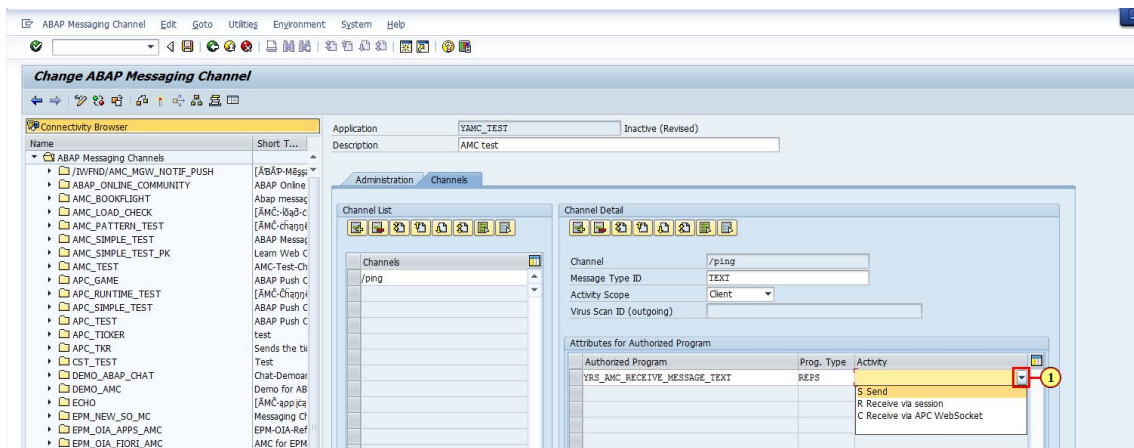 ABAP Messaging Channel Edit Goto Utilities Environment System Help
Change ABAP Messaging Channel
Connectivity Browser
Name Short T...
ABAP Messaging Channels
/IWFND/AMC_MGW_NOTIF_PUSH
ABAP_ONLINE_COMMUNITY ABAP Online
AMC_BOOKFLIGHT Abap messag
AMC_LOAD_CHECK
AMC_PATTERN_TEST
AMC_SIMPLE_TEST ABAP Messag
AMC_SIMPLE_TEST_PK Learn Web C
AMC_TEST AMC-Test-Ch
APC_GAME ABAP Push C
APC_RUNTIME_TEST
APC_SIMPLE_TEST ABAP Push C
APC_TEST ABAP Push C
APC_TICKER test
APC_TKR Sends the tic
CST_TEST Test
DEMO_ABAP_CHAT Chat-Demoar
DEMO_AMC Demo for AB
ECHO
EPM_NEW_SO_MC Messaging Ch
EPM_OIA_APPS_AMC EPM-OIA-Ref
EPM_OIA_FIORI_AMC AMC for EPM
Application YAMC_TEST Inactive (Revised)
Description AMC test
Administration Channels
Channel List
Channels
/ping
Channel Detail
Channel /ping
Message Type ID TEXT
Activity Scope Client
Virus Scan ID (outgoing)
Attributes for Authorized Program
Authorized Program Prog. Type Activity
YRS_AMC_RECEIVE_MESSAGE_TEXT REPS
1
S Send
R Receive via session
C Receive via APC WebSocket